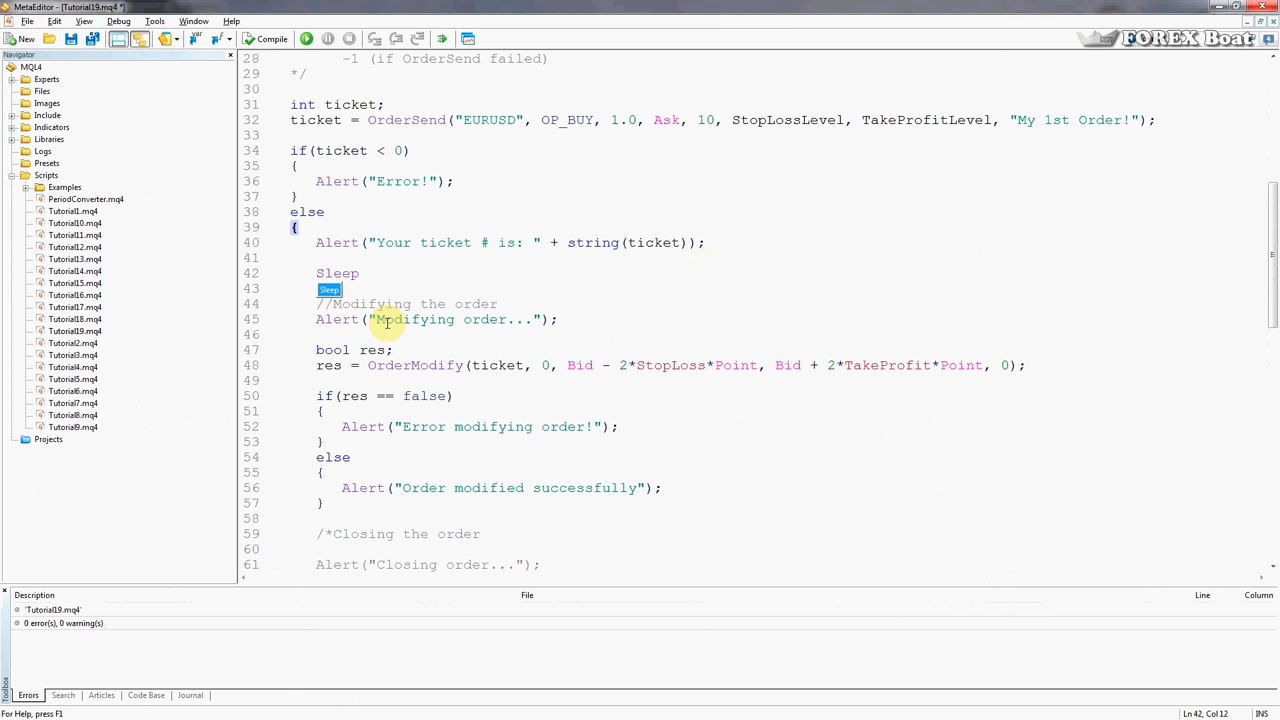 MetaEditor - [Tutorial19.mq4 *]
File Edit View Debug Tools Window Help
New Compile
FOREX Boat
Navigator
MQL4
Experts
Files
Images
Include
Indicators
Libraries
Logs
Presets
Scripts
Examples
PeriodConverter.mq4
Tutorial1.mq4
Tutorial10.mq4
Tutorial11.mq4
Tutorial12.mq4
Tutorial13.mq4
Tutorial14.mq4
Tutorial15.mq4
Tutorial16.mq4
Tutorial17.mq4
Tutorial18.mq4
Tutorial19.mq4
Tutorial2.mq4
Tutorial3.mq4
Tutorial4.mq4
Tutorial5.mq4
Tutorial6.mq4
Tutorial7.mq4
Tutorial8.mq4
Tutorial9.mq4
Projects
28 -1 (if OrderSend failed)
29 */
30
31 int ticket;
32 ticket = OrderSend("EURUSD", OP_BUY, 1.0, Ask, 10, StopLossLevel, TakeProfitLevel, "My 1st Order!");
33
34 if(ticket < 0)
35 {
36 Alert("Error!");
37 }
38 else
39 {
40 Alert("Your ticket # is: " + string(ticket));
41
42 Sleep
43 Sleep
44 //Modifying the order
45 Alert("Modifying order...");
46
47 bool res;
48 res = OrderModify(ticket, 0, Bid - 2*StopLoss*Point, Bid + 2*TakeProfit*Point, 0);
49
50 if(res == false)
51 {
52 Alert("Error modifying order!");
53 }
54 else
55 {
56 Alert("Order modified successfully");
57 }
58
59 /*Closing the order
60
61 Alert("Closing order...");
Description File Line Column
'Tutorial19.mq4'
0 error(s), 0 warning(s)
Toolbox
Errors Search Articles Code Base Journal
For Help, press F1 Ln 42, Col 12 INS